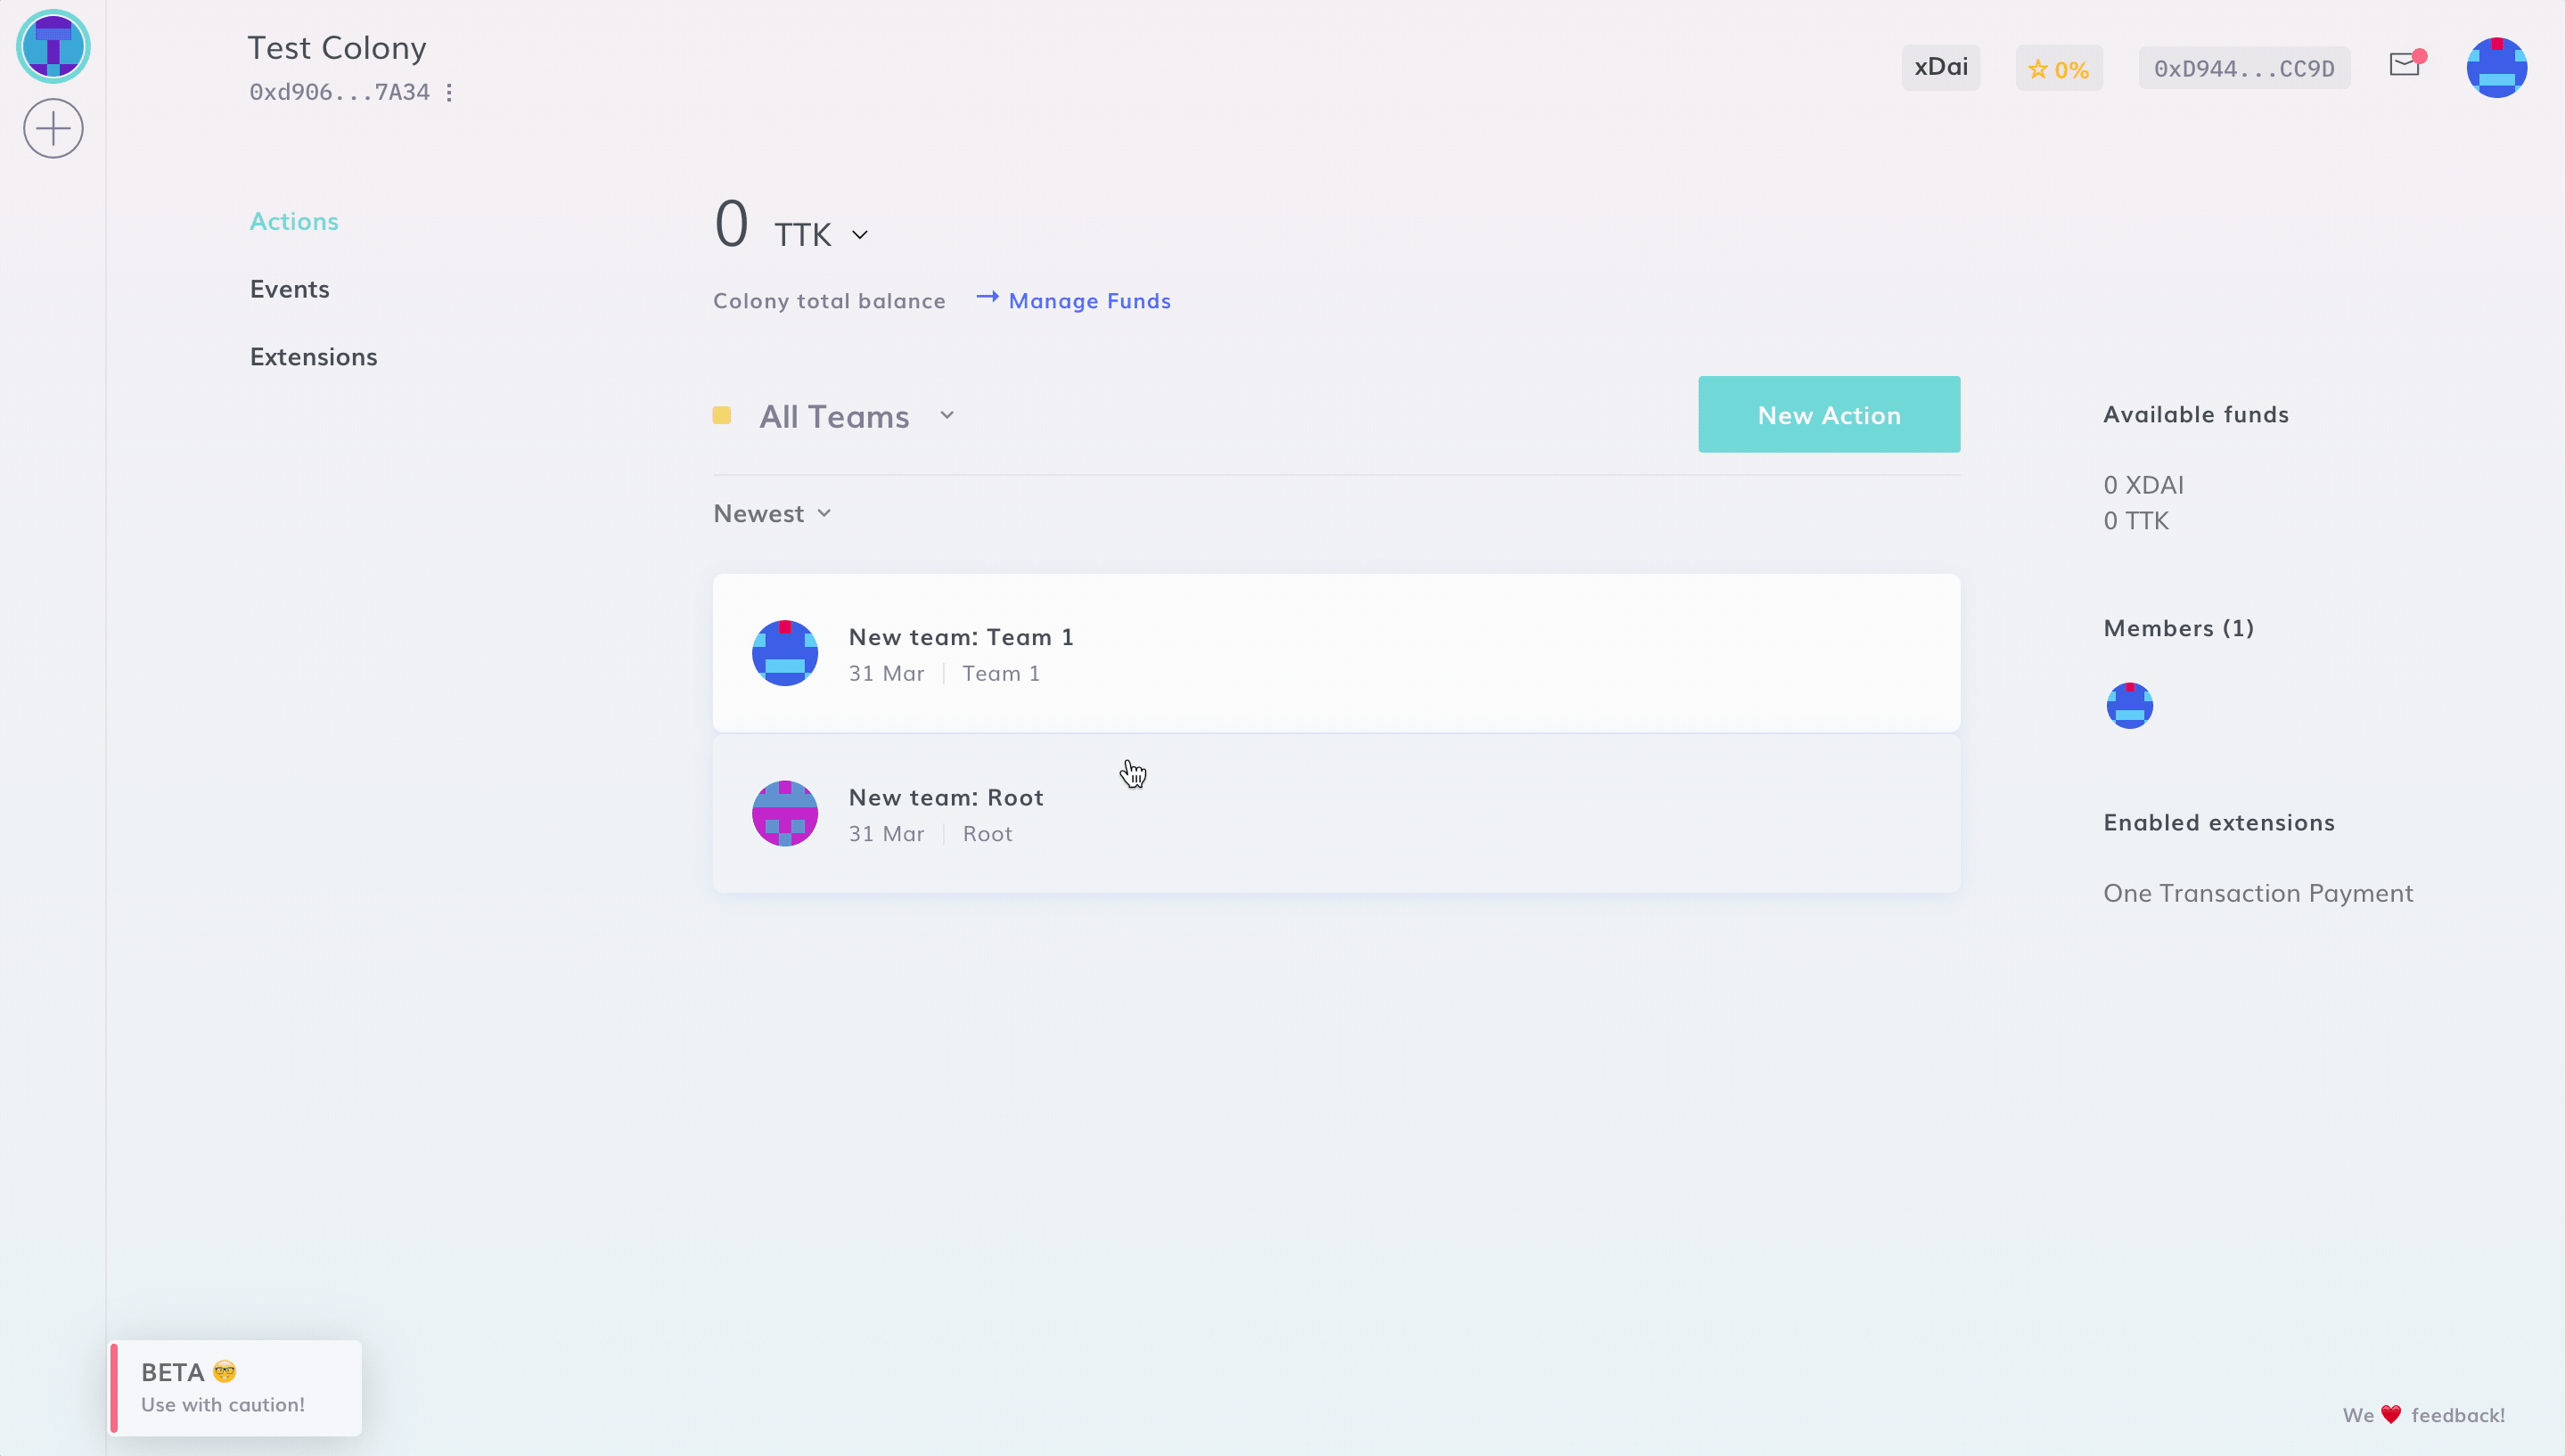 Test Colony
0xd906...7A34
xDai
0%
0xD944...CC9D
Actions
Events
Extensions
0 TTK
Colony total balance
Manage Funds
All Teams
New Action
Newest
New team: Team 1
31 Mar
Team 1
New team: Root
31 Mar
Root
Available funds
0 XDAI
0 TTK
Members (1)
Enabled extensions
One Transaction Payment
BETA 🤓
Use with caution!
We ❤️ feedback!